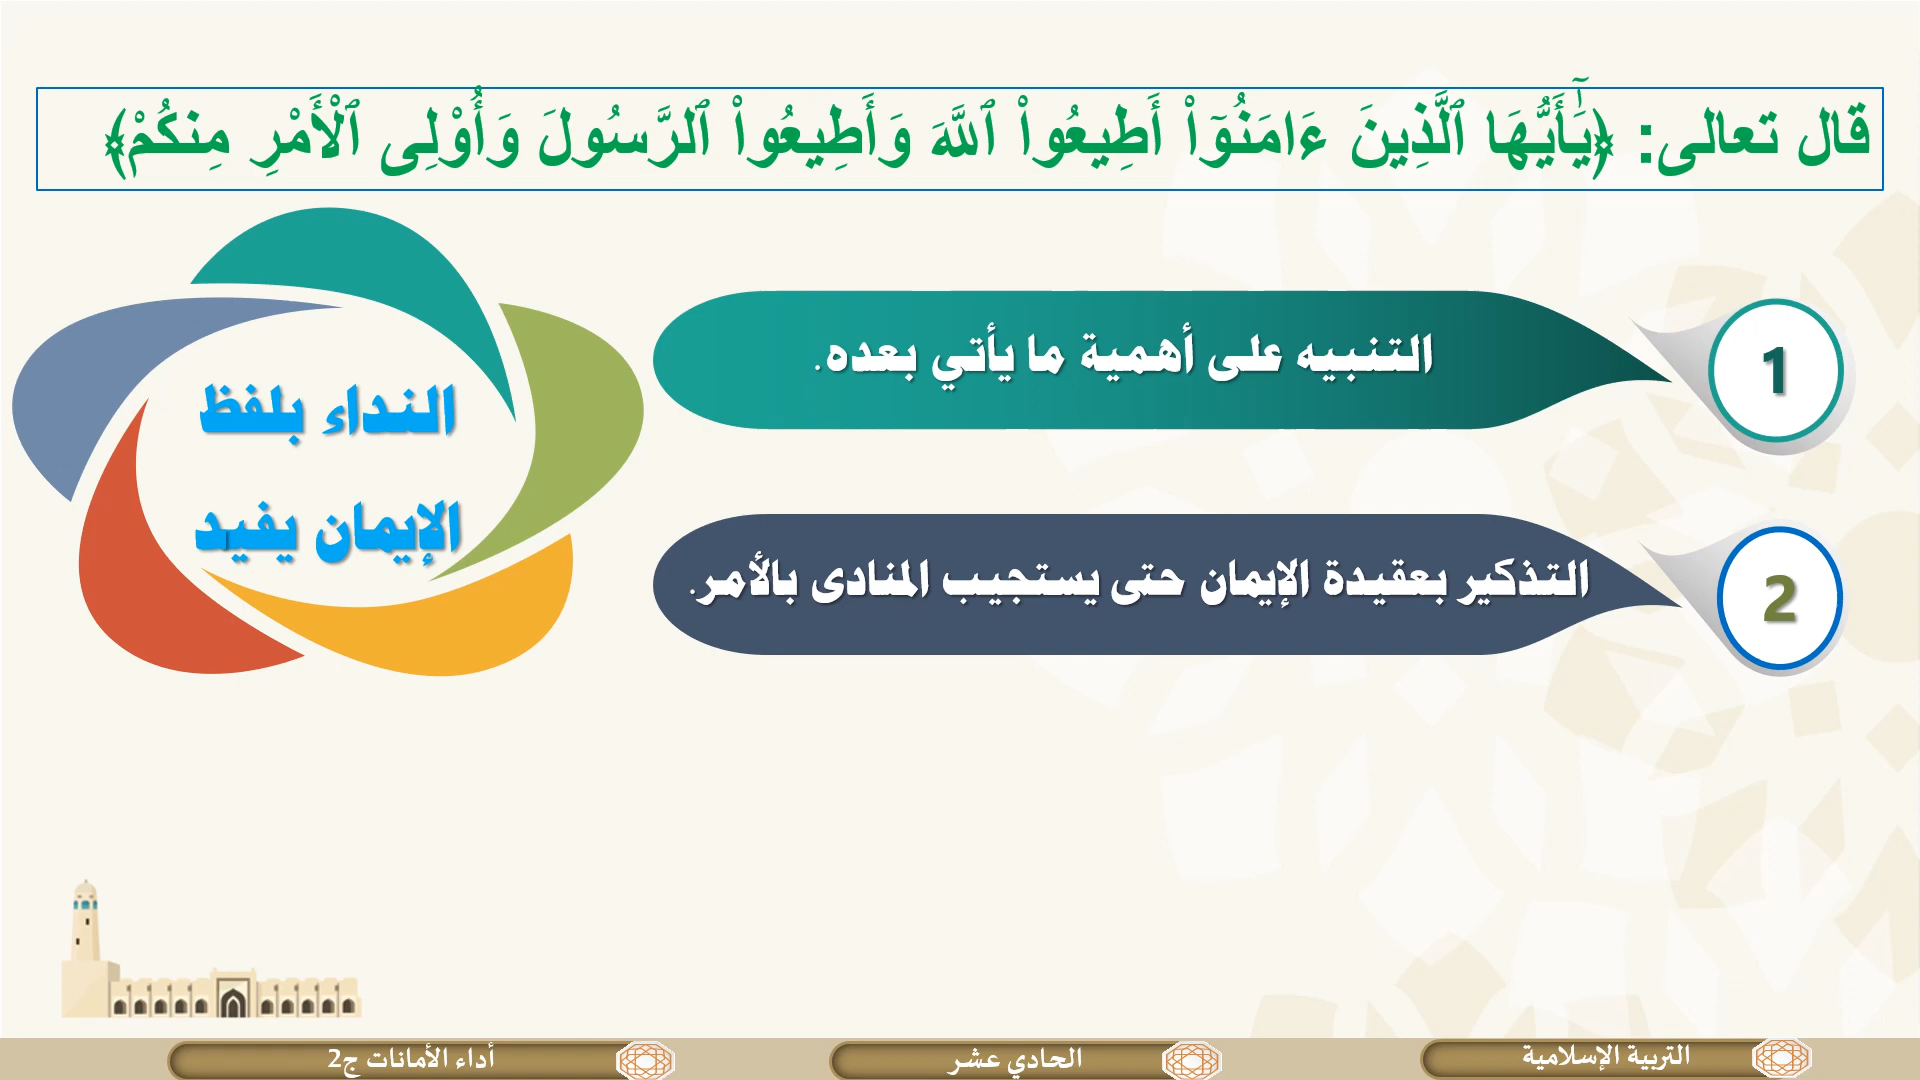 قال تعالى: ﴿يَٰٓأَيُّهَا ٱلَّذِينَ ءَامَنُوٓاْ أَطِيعُواْ ٱللَّهَ وَأَطِيعُواْ ٱلرَّسُولَ وَأُوْلِى ٱلْأَمْرِ مِنكُمْ﴾
1
التنبيه على أهمية ما يأتي بعده.
النداء بلفظ
الإيمان يفيد
2
التذكير بعقيدة الإيمان حتى يستجيب المنادى بالأمر.
التربية الإسلامية
الحادي عشر
أداء الأمانات ج2